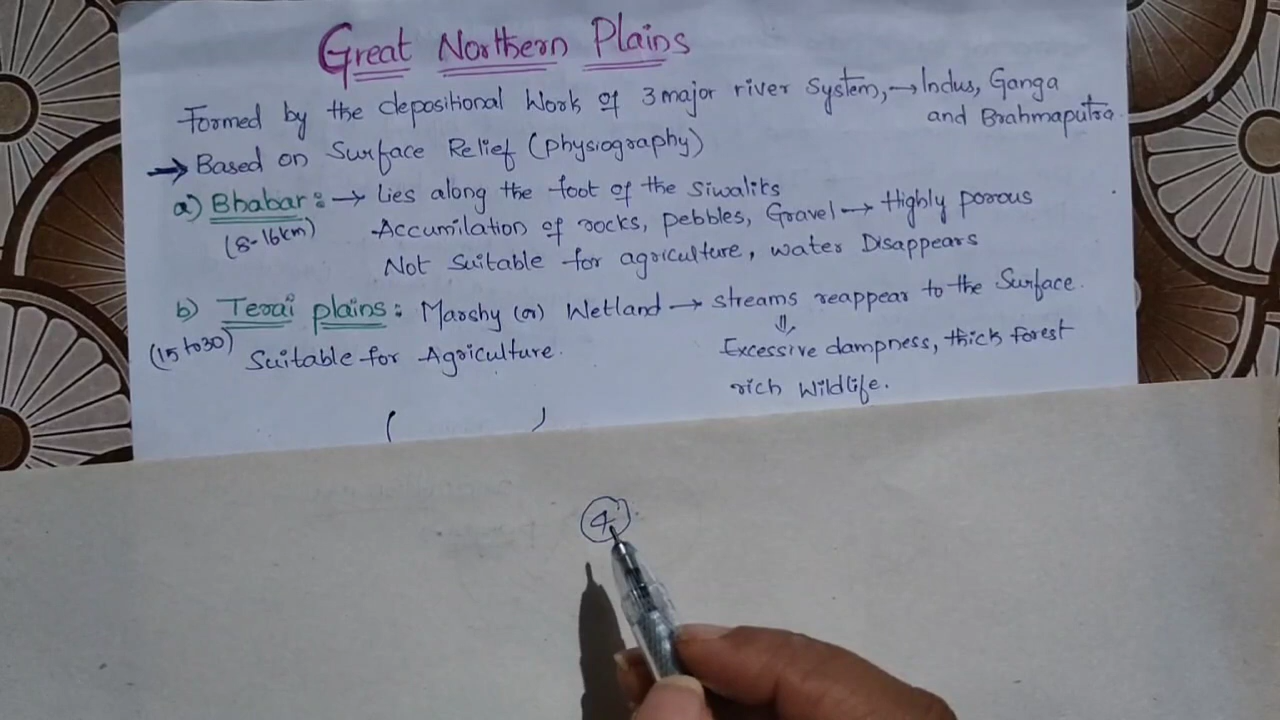 Great Northern Plains
Formed by the depositional Work of 3 major river System, → Indus, Ganga
and Brahmaputra.
→ Based on Surface Relief (physiography)
a) Bhabar: → Lies along the foot of the Siwaliks
(8-16km) Accumilation of rocks, pebbles, Gravel → Highly porous
Not Suitable for agriculture, water Disappears
b) Terai plains: Marshy (or) Wetland → streams reappear to the Surface.
⇓
(15 to 30) Suitable for Agriculture. Excessive dampness, thick forest
rich Wildlife.
( )
4